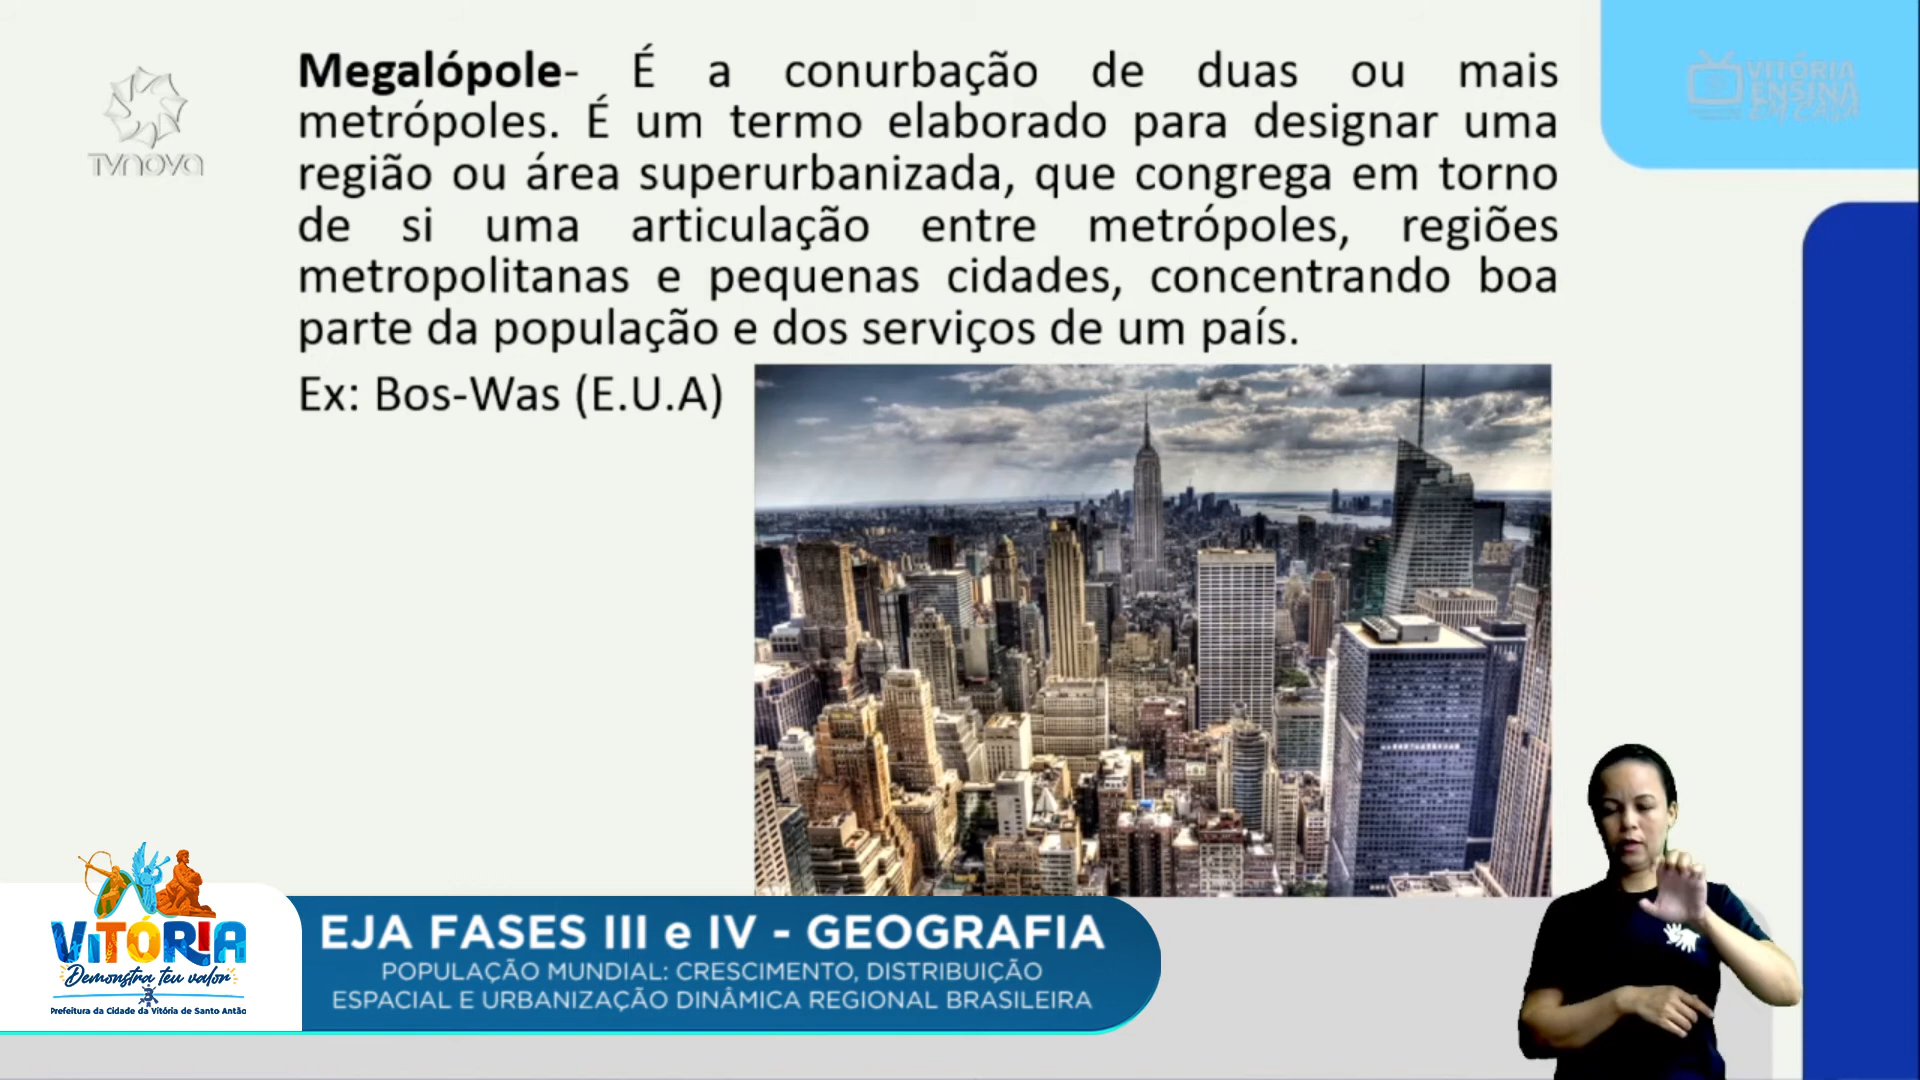 Megalópole- É a conurbação de duas ou mais
metrópoles. É um termo elaborado para designar uma
região ou área superurbanizada, que congrega em torno
de si uma articulação entre metrópoles, regiões
metropolitanas e pequenas cidades, concentrando boa
parte da população e dos serviços de um país.
Ex: Bos-Was (E.U.A)
TVNOVA
VITÓRIA
ENSINA
EM CASA
VITÓRIA
Demonstra teu valor
Prefeitura da Cidade da Vitória de Santo Antão
EJA FASES III e IV - GEOGRAFIA
POPULAÇÃO MUNDIAL: CRESCIMENTO, DISTRIBUIÇÃO
ESPACIAL E URBANIZAÇÃO DINÂMICA REGIONAL BRASILEIRA